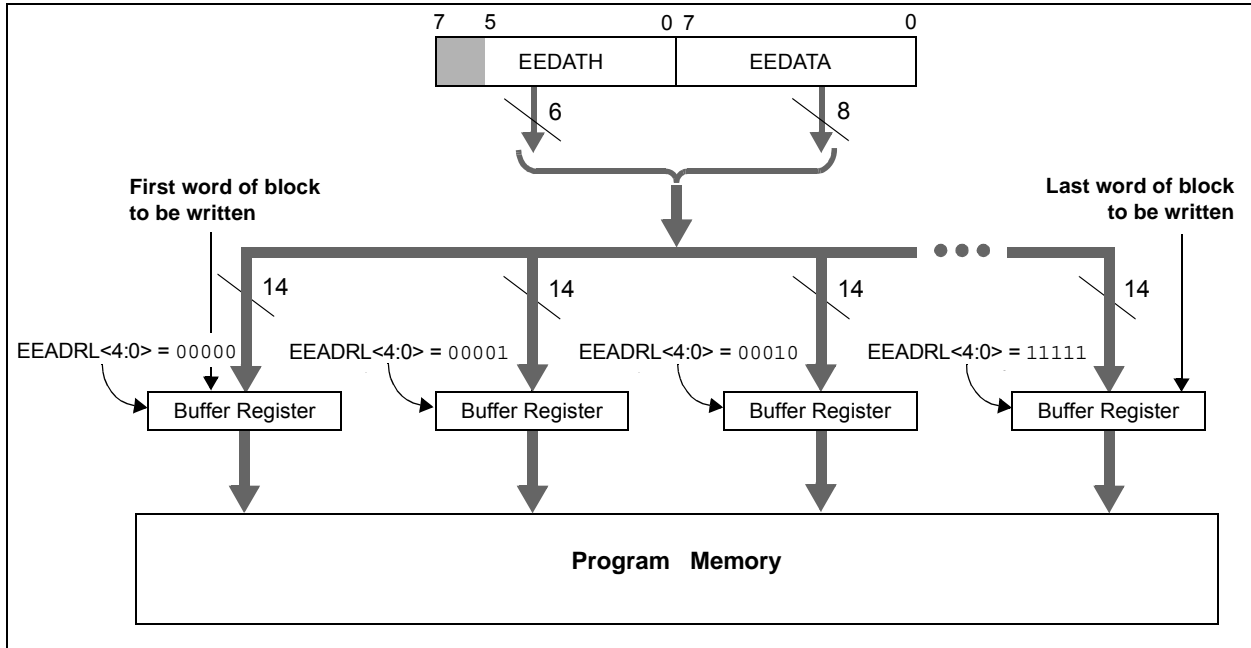 7 5 0 7 0
EEDATH EEDATA
6 8
First word of block
to be written
Last word of block
to be written
14 14 14 14
EEADRL<4:0> = 00000 EEADRL<4:0> = 00001 EEADRL<4:0> = 00010 EEADRL<4:0> = 11111
Buffer Register Buffer Register Buffer Register Buffer Register
Program Memory